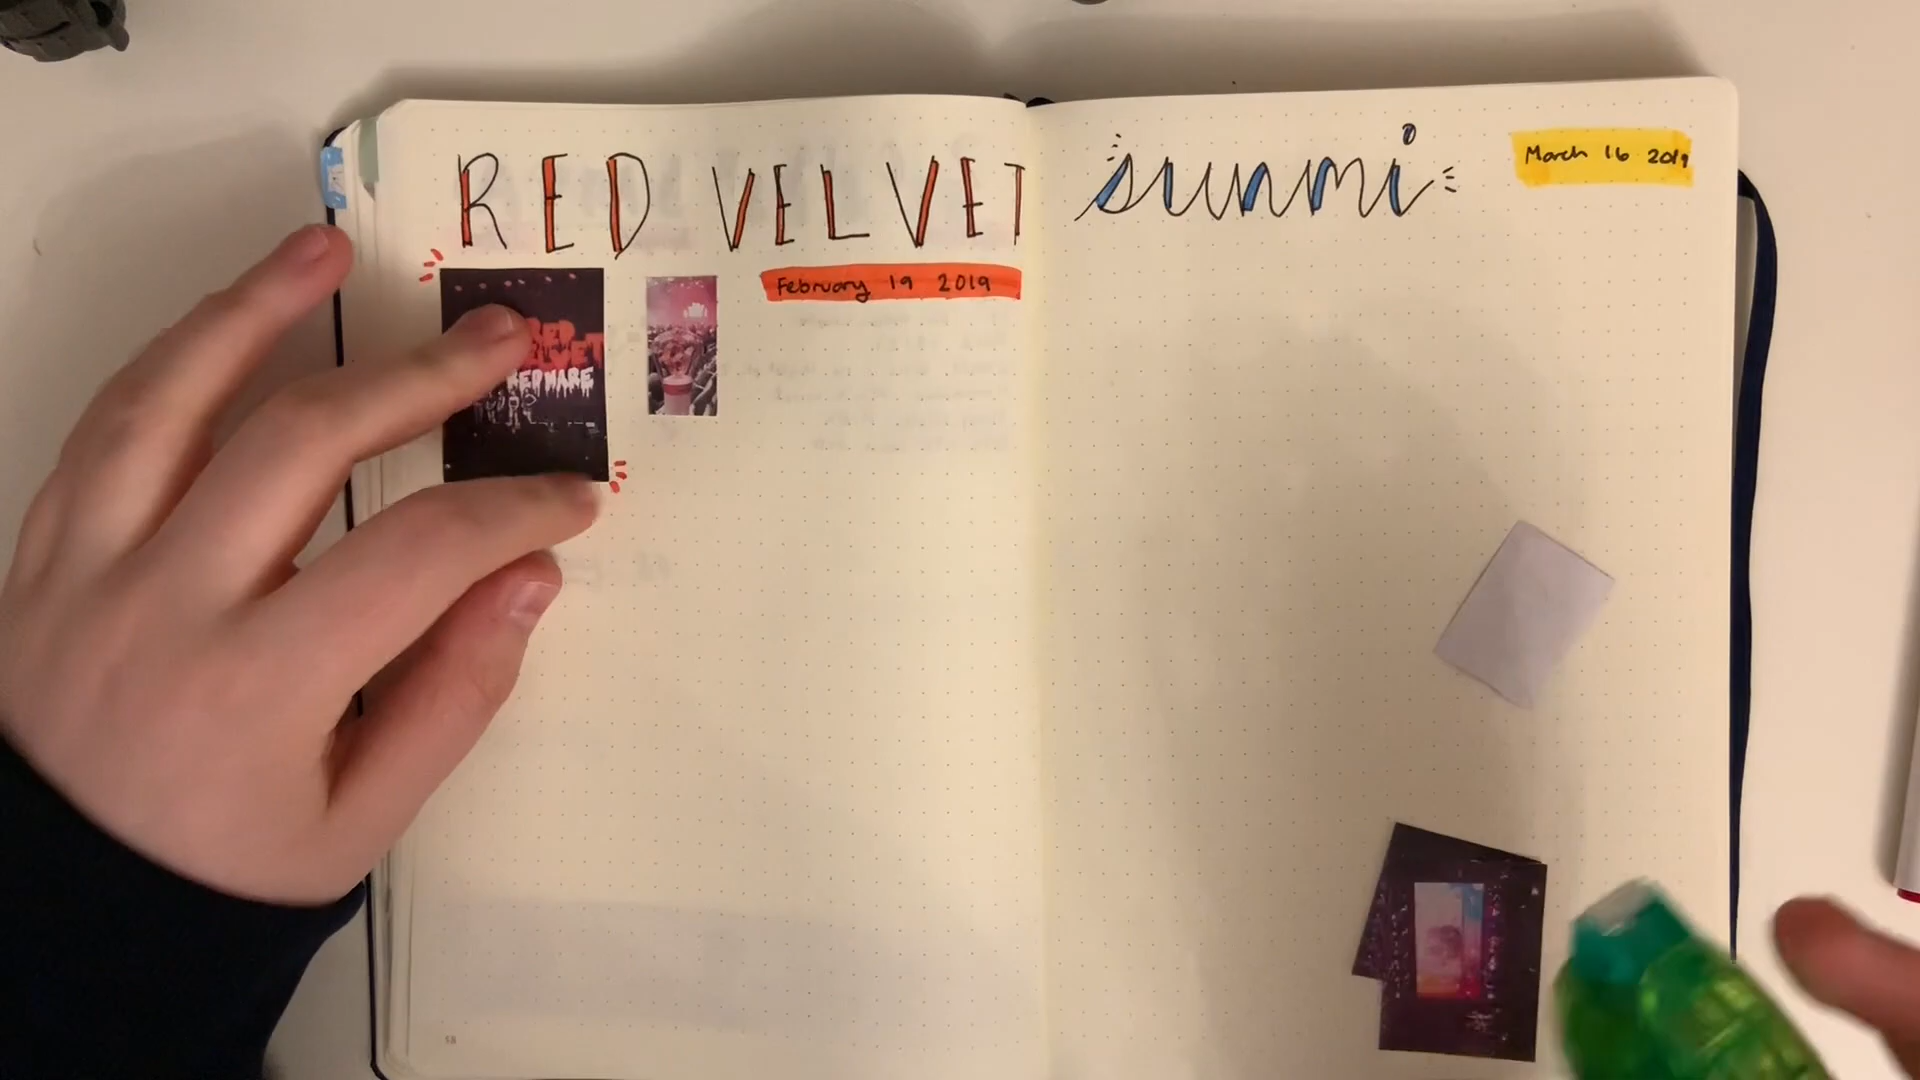 RED VELVET
February 19 2019
RED
VELVET
REDMARE
sunmi
March 16 2019